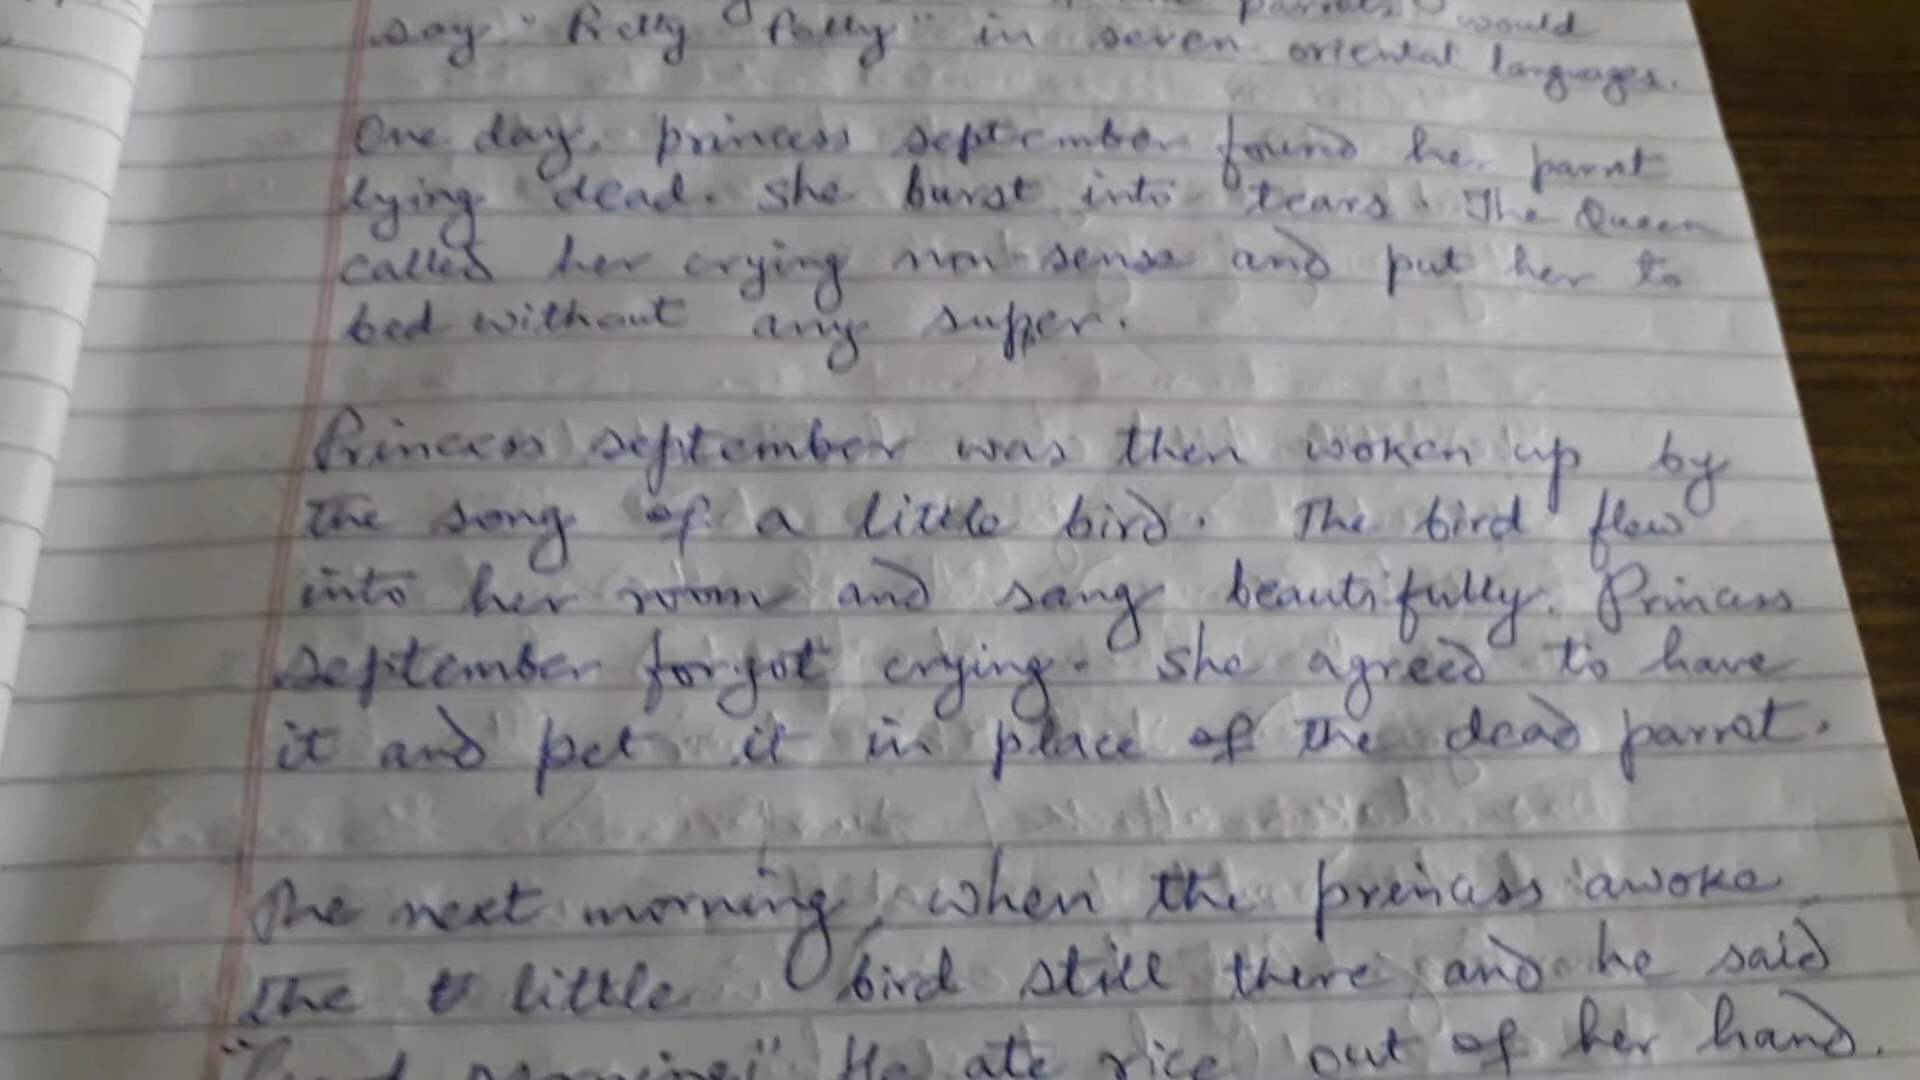 parrots would
say "Pretty Polly" in seven oriental languages.
One day, princess september found her parrot
lying dead. she burst into tears. The Queen
called her crying non-sense and put her to
bed without any supper.
Princess september was then woken up by
the song of a little bird. The bird flew
into her room and sang beautifully. Princess
september forgot crying. she agreed to have
it and pet it in place of the dead parrot.
The next morning, when the princess awoke
the little bird still there and he said
"Good morning" He ate rice out of her hand.